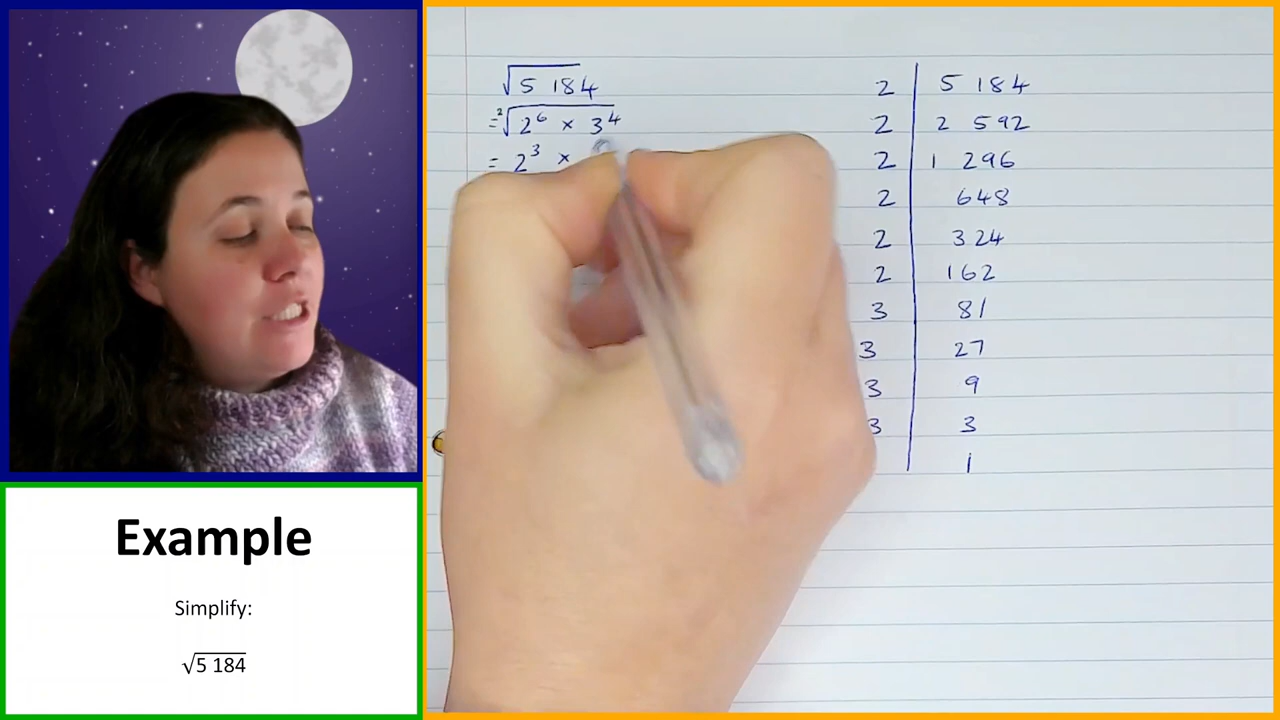 √5 184
= ²√2⁶ × 3⁴
= 2³ ×
2 | 5 184
2 | 2 592
2 | 1 296
2 | 648
2 | 324
2 | 162
3 | 81
3 | 27
3 | 9
3 | 3
1
Example
Simplify:
√5 184